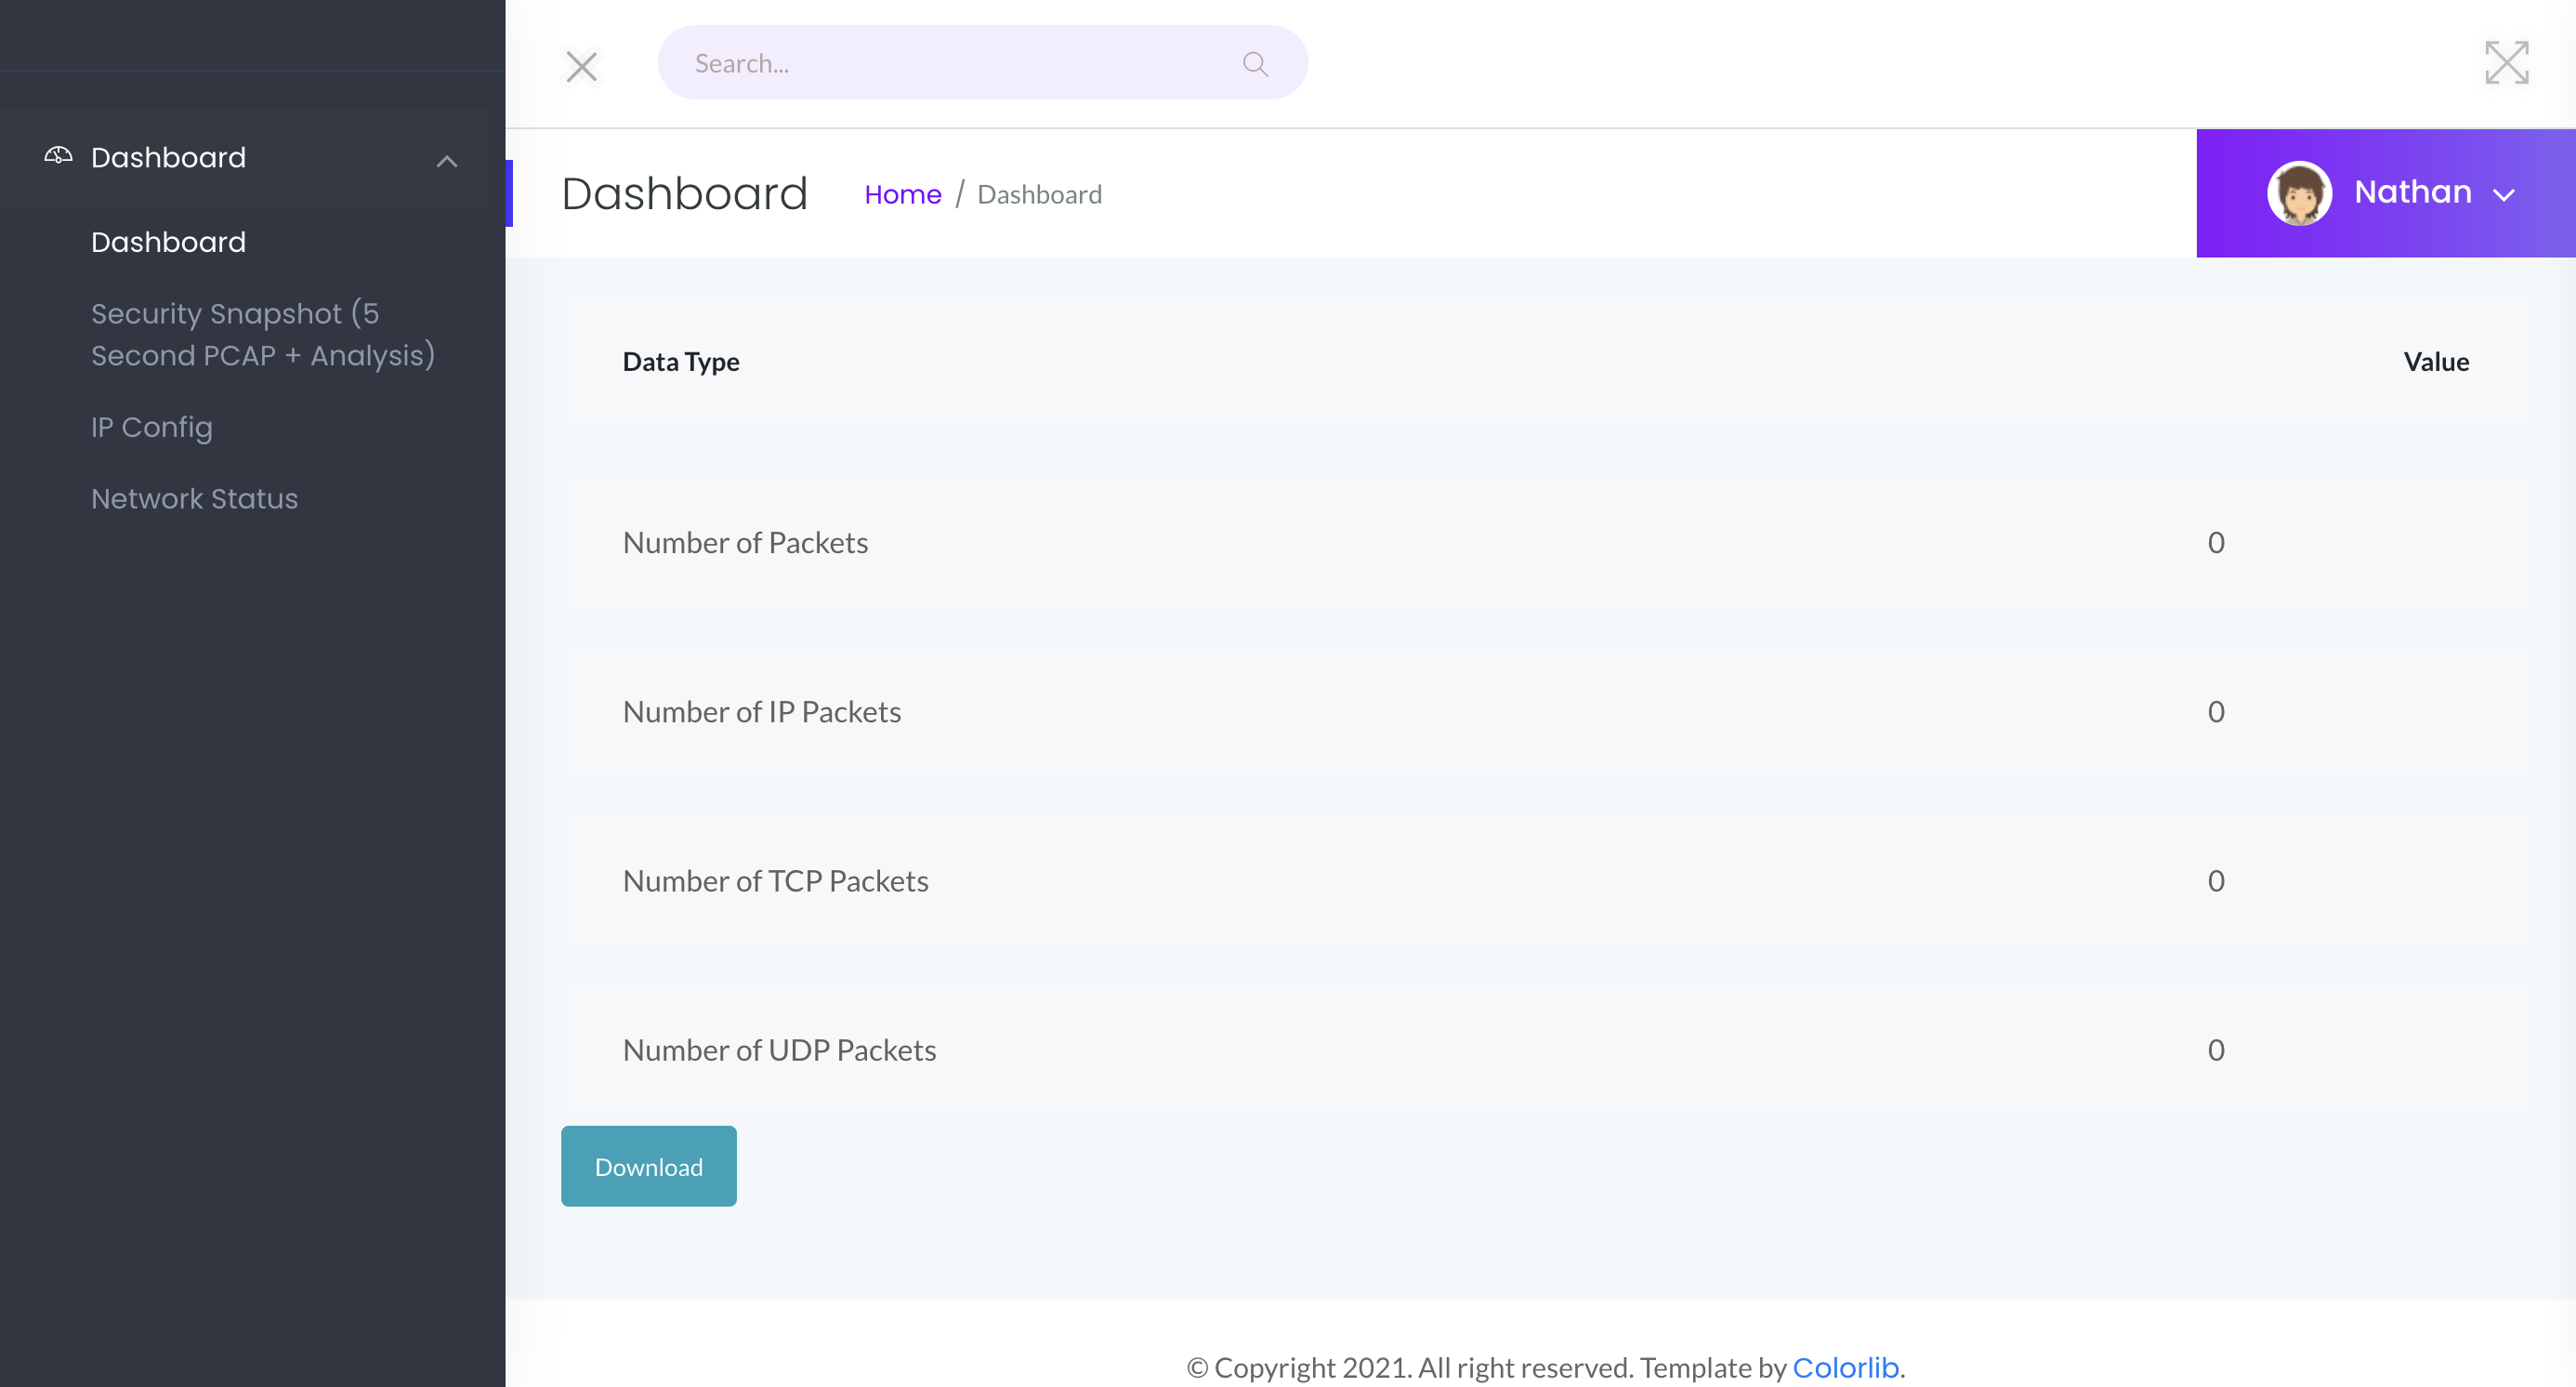 Search...
Dashboard
Dashboard
Security Snapshot (5
Second PCAP + Analysis)
IP Config
Network Status
Dashboard Home / Dashboard
Nathan
Data Type Value
Number of Packets 0
Number of IP Packets 0
Number of TCP Packets 0
Number of UDP Packets 0
Download
© Copyright 2021. All right reserved. Template by Colorlib.